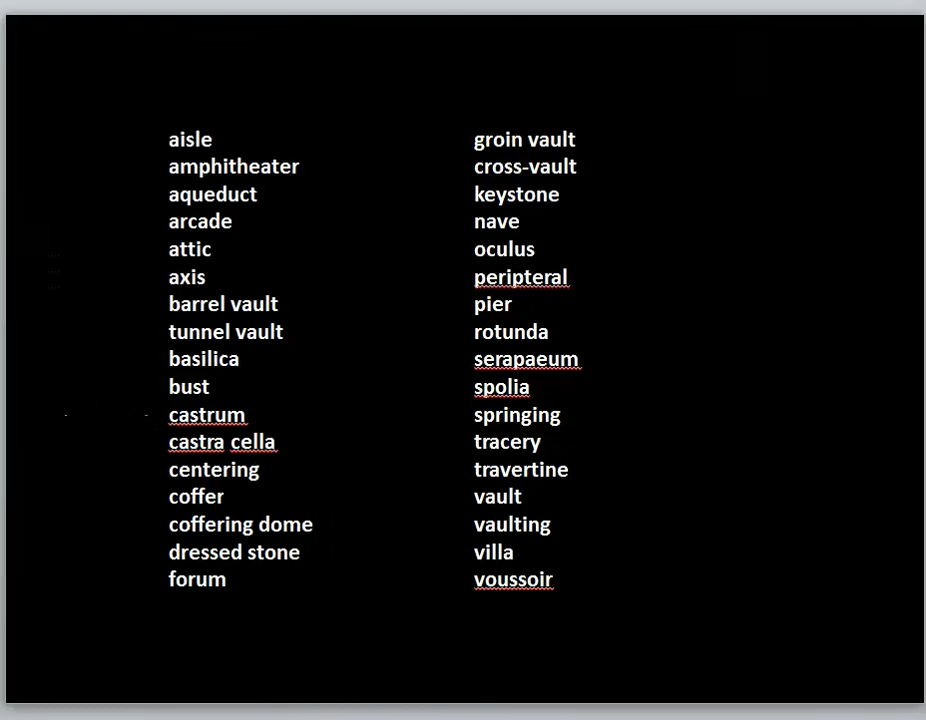 aisle
amphitheater
aqueduct
arcade
attic
axis
barrel vault
tunnel vault
basilica
bust
castrum
castra cella
centering
coffer
coffering dome
dressed stone
forum
groin vault
cross-vault
keystone
nave
oculus
peripteral
pier
rotunda
serapaeum
spolia
springing
tracery
travertine
vault
vaulting
villa
voussoir